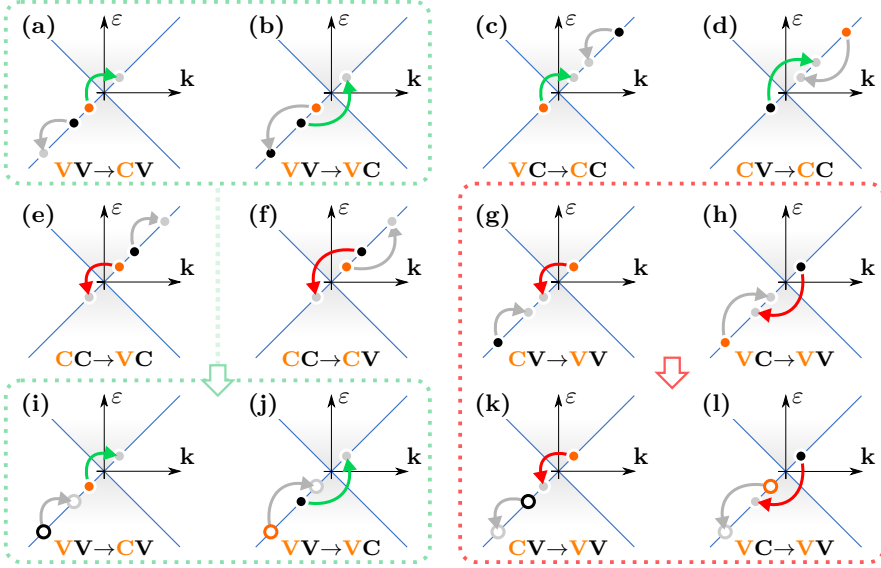 (a) ε (b) ε (c) ε (d) ε
k k k k
VV→CV VV→VC VC→CC CV→CC
(e) ε (f) ε (g) ε (h) ε
k k k k
CC→VC CC→CV CV→VV VC→VV
(i) ε (j) ε (k) ε (l) ε
k k k k
VV→CV VV→VC CV→VV VC→VV